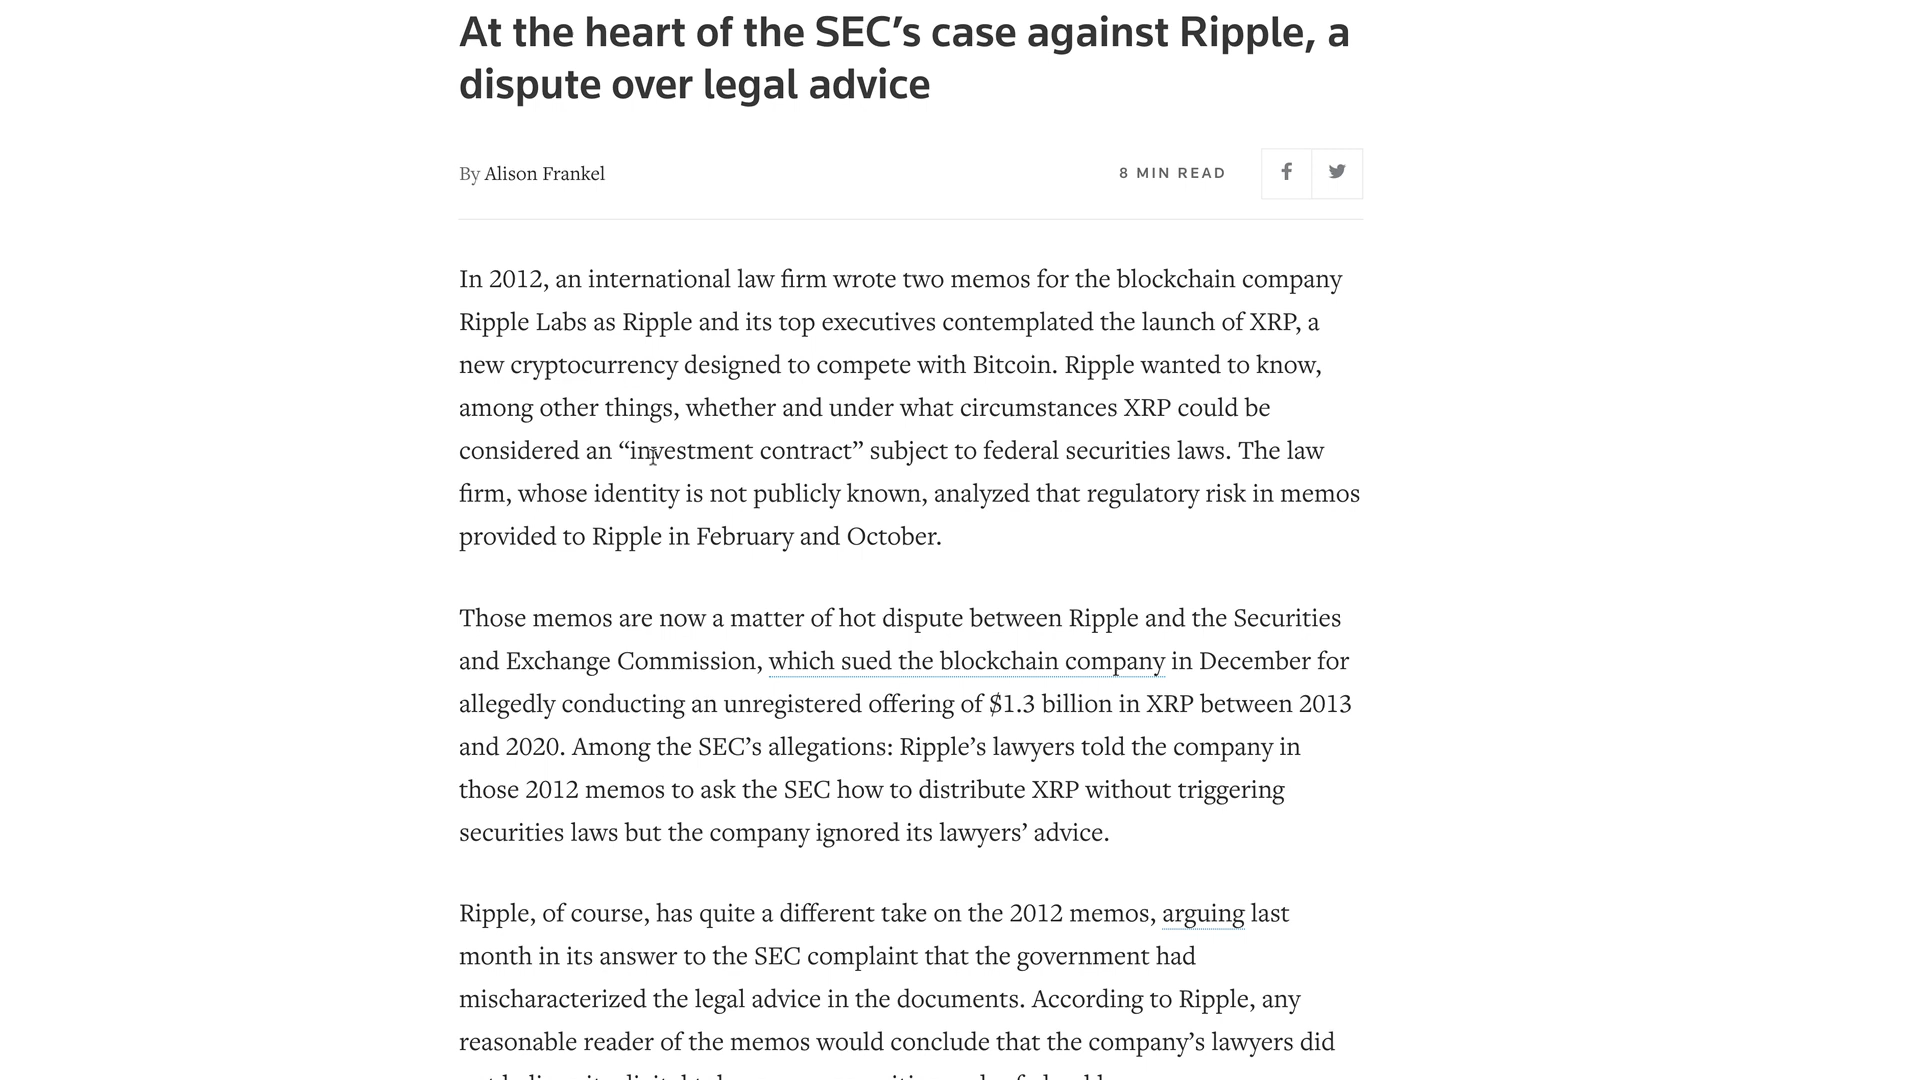 At the heart of the SEC’s case against Ripple, a
dispute over legal advice
By Alison Frankel
8 MIN READ
In 2012, an international law firm wrote two memos for the blockchain company
Ripple Labs as Ripple and its top executives contemplated the launch of XRP, a
new cryptocurrency designed to compete with Bitcoin. Ripple wanted to know,
among other things, whether and under what circumstances XRP could be
considered an “investment contract” subject to federal securities laws. The law
firm, whose identity is not publicly known, analyzed that regulatory risk in memos
provided to Ripple in February and October.
Those memos are now a matter of hot dispute between Ripple and the Securities
and Exchange Commission, which sued the blockchain company in December for
allegedly conducting an unregistered offering of $1.3 billion in XRP between 2013
and 2020. Among the SEC’s allegations: Ripple’s lawyers told the company in
those 2012 memos to ask the SEC how to distribute XRP without triggering
securities laws but the company ignored its lawyers’ advice.
Ripple, of course, has quite a different take on the 2012 memos, arguing last
month in its answer to the SEC complaint that the government had
mischaracterized the legal advice in the documents. According to Ripple, any
reasonable reader of the memos would conclude that the company’s lawyers did